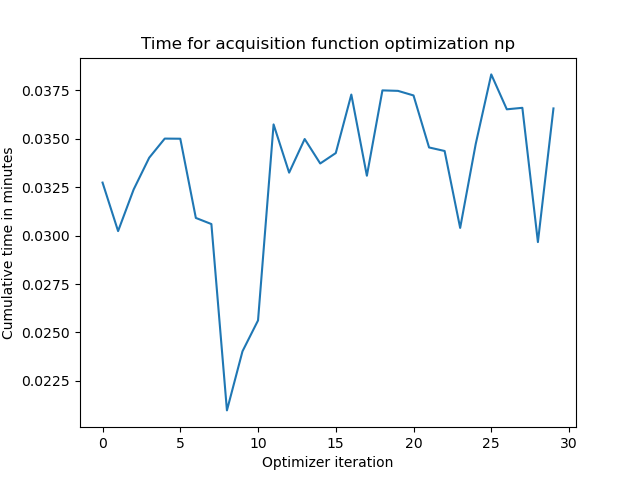 Time for acquisition function optimization np
Cumulative time in minutes
0.0375
0.0350
0.0325
0.0300
0.0275
0.0250
0.0225
0 5 10 15 20 25 30
Optimizer iteration